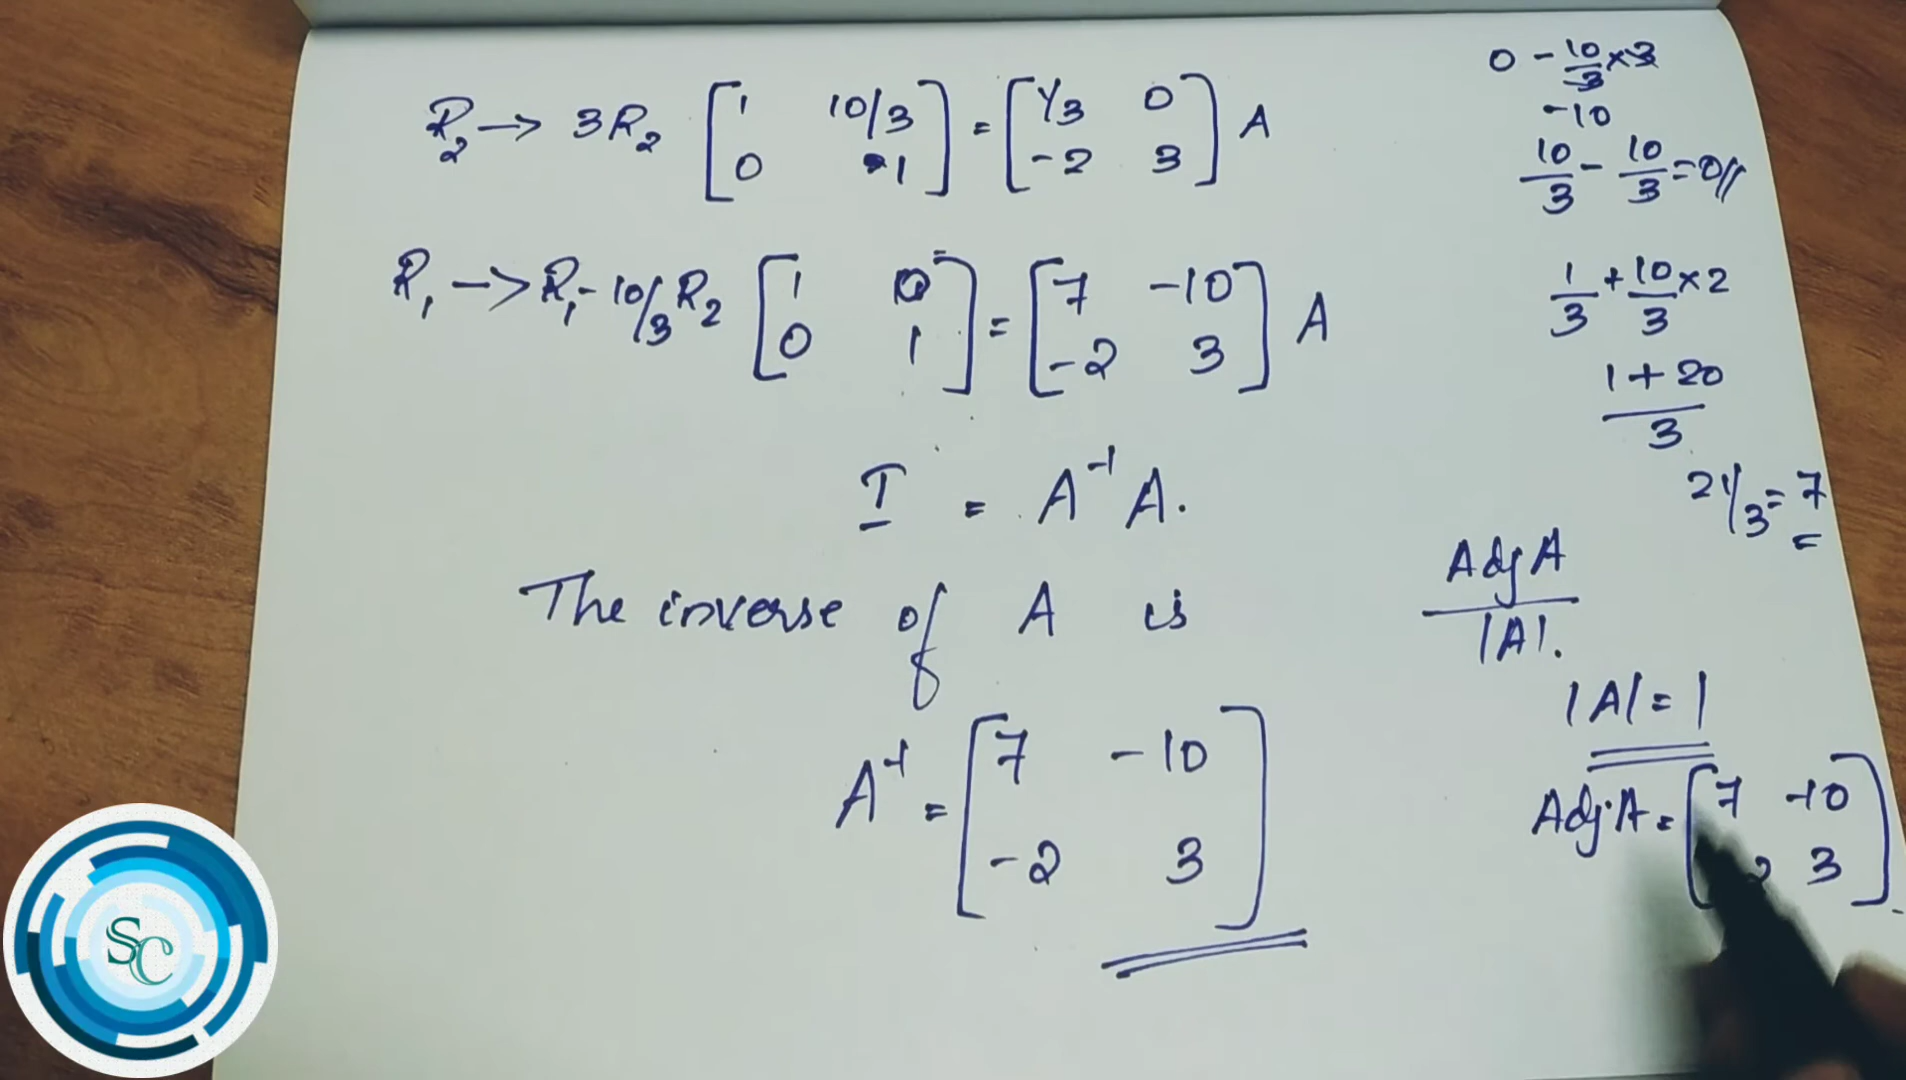 R₂ → 3R₂ [1 10/3] = [1/3 0] A
[0 1] [-2 3]
R₁ → R₁ - 10/3 R₂ [1 0] = [7 -10] A
[0 1] [-2 3]
I = A⁻¹ A.
The inverse of A is
A⁻¹ = [7 -10]
[-2 3]
0 - 10/3 × 3
-10
10/3 - 10/3 = 0//
1/3 + 10/3 × 2
1 + 20
3
21/3 = 7
Adj A
|A|.
|A| = 1
Adj. A = [7 -10]
[2 3]
SC